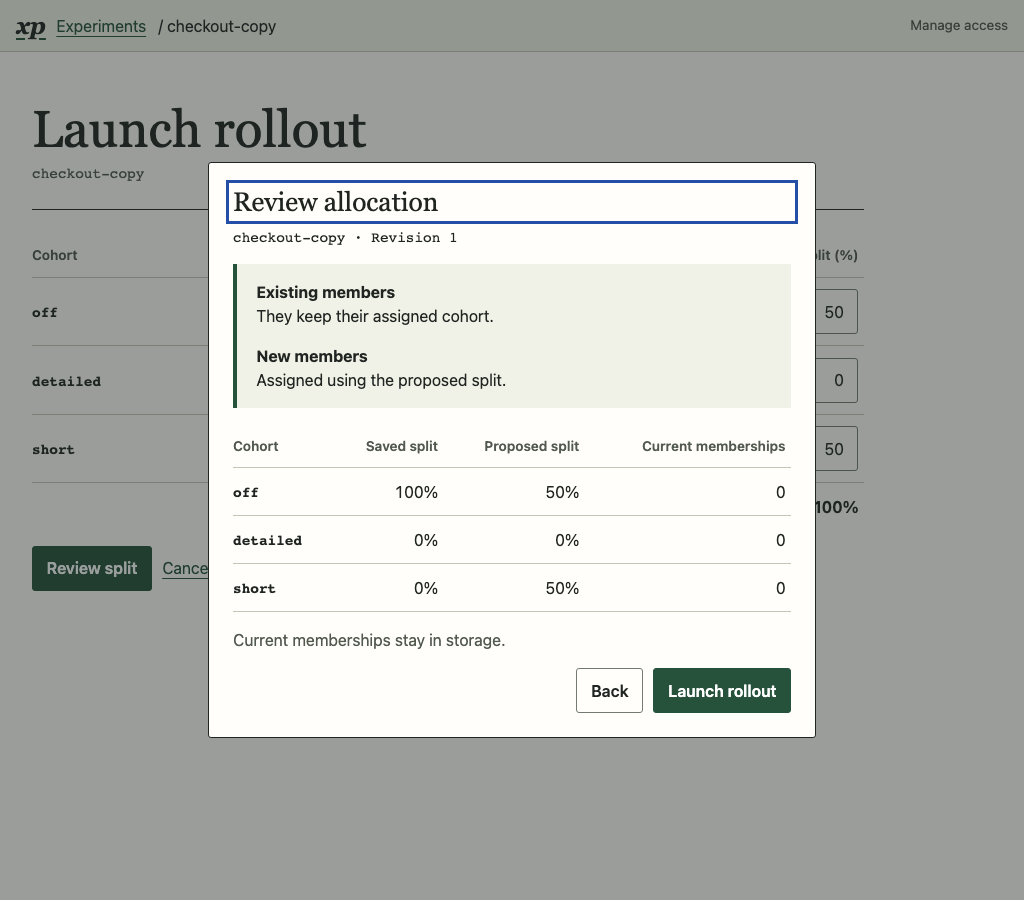 xp Experiments / checkout-copy Manage access
Launch rollout
checkout-copy
Review allocation
checkout-copy · Revision 1
Cohort
Existing members
They keep their assigned cohort.
New members
Assigned using the proposed split.
off 50
detailed 0
short 50
100%
Cohort Saved split Proposed split Current memberships
off 100% 50% 0
detailed 0% 0% 0
short 0% 50% 0
Review split
Current memberships stay in storage.
Back Launch rollout